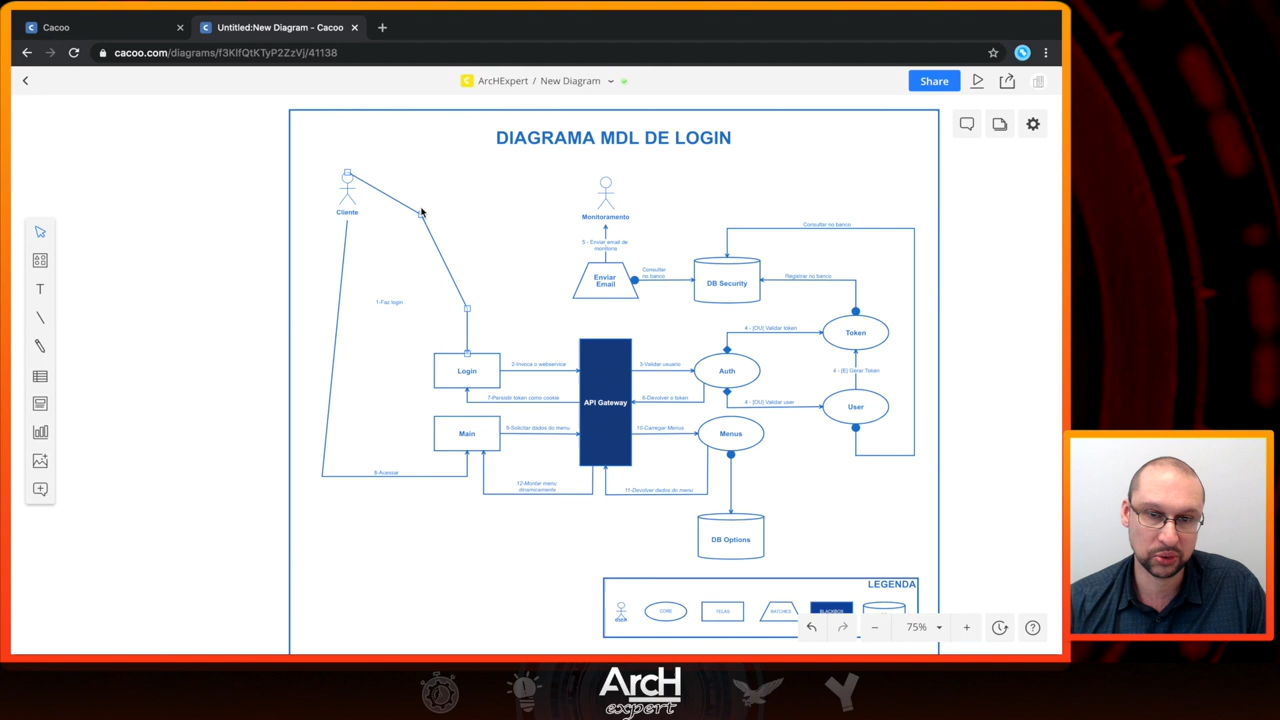 Cacoo
Untitled:New Diagram - Cacoo
cacoo.com/diagrams/f3KlfQtKTyP2ZzVj/41138
ArcHExpert / New Diagram
Share
DIAGRAMA MDL DE LOGIN
Cliente
Monitoramento
5 - Enviar email de
monitoria
Enviar
Email
Consultar
no banco
DB Security
Consultar no banco
Registrar no banco
1-Faz login
Token
4 - [OU] Validar token
Login
2-Invoca o webservice
API Gateway
3-Validar usuario
Auth
4 - [E] Gerar Token
7-Persistir token como cookie
6-Devolver o token
4 - [OU] Validar user
User
Main
9-Solicitar dados do menu
10-Carregar Menus
Menus
8-Acessar
12-Montar menu
dinamicamente
11-Devolver dados do menu
DB Options
LEGENDA
CORE
TELAS
BATCHES
BLACKBOX
75%
ArcH
expert